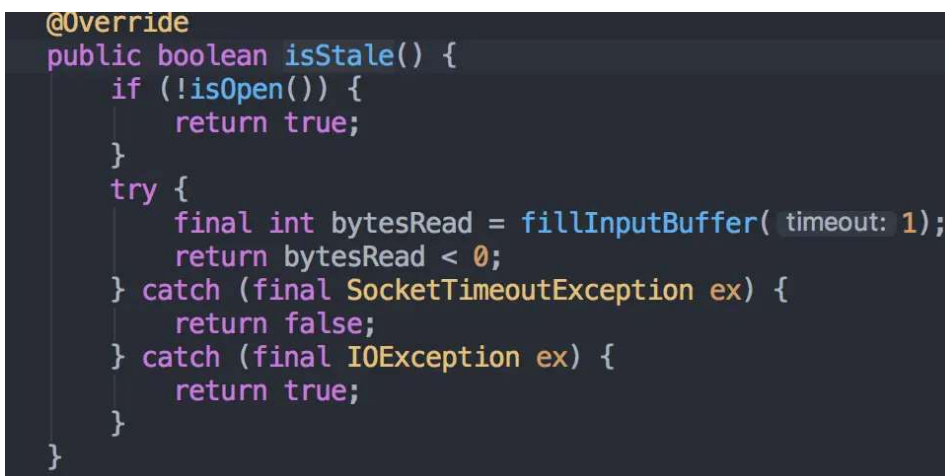 @Override
public boolean isStale() {
    if (!isOpen()) {
        return true;
    }
    try {
        final int bytesRead = fillInputBuffer( timeout: 1);
        return bytesRead < 0;
    } catch (final SocketTimeoutException ex) {
        return false;
    } catch (final IOException ex) {
        return true;
    }
}